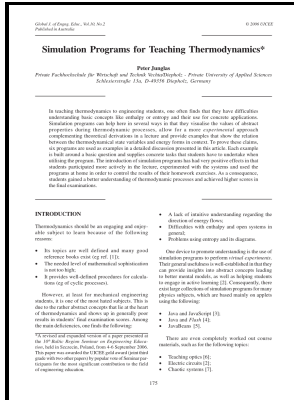 Global J. of Engng. Educ., Vol.10, No.2
Published in Australia
© 2006 UICEE
Simulation Programs for Teaching Thermodynamics*
Peter Junglas
Private Fachhochschule für Wirtschaft und Technik Vechta/Diepholz - Private University of Applied Sciences
Schlesierstraße 13a, D-49356 Diepholz, Germany
In teaching thermodynamics to engineering students, one often finds that they have difficulties
understanding basic concepts like enthalpy or entropy and their use for concrete applications.
Simulation programs can help here in several ways in that they visualise the values of abstract
properties during thermodynamic processes, allow for a more experimental approach
complementing theoretical derivations in a lecture and provide examples that show the relation
between the thermodynamical state variables and energy forms in context. To prove these claims,
six programs are used as examples in a detailed discussion presented in this article. Each example
is built around a basic question and supplies concrete tasks that students have to undertake when
utilising the program. The introduction of simulation programs has had very positive effects in that
students participated more actively in the lecture, experimented with the systems and used the
programs at home in order to control the results of their homework exercises. As a consequence,
students gained a better understanding of thermodynamic processes and achieved higher scores in
the final examinations.
INTRODUCTION
Thermodynamics should be an engaging and enjoy-
able subject to learn because of the following
reasons:
• Its topics are well defined and many good
reference books exist (eg ref. [1]);
• The needed level of mathematical sophistication
is not too high;
• It provides well-defined procedures for calcula-
tions (eg of cyclic processes).
However, at least for mechanical engineering
students, it is one of the most hated subjects. This is
due to the rather abstract concepts that lie at the heart
of thermodynamics and shows up in generally poor
results in students' final examination scores. Among
the main deficiencies, one finds the following:
*A revised and expanded version of a paper presented at
the 10th Baltic Region Seminar on Engineering Educa-
tion, held in Szczecin, Poland, from 4-6 September 2006.
This paper was awarded the UICEE gold award (joint third
grade with two other papers) by popular vote of Seminar par-
ticipants for the most significant contribution to the field
of engineering education.
• A lack of intuitive understanding regarding the
direction of energy flows;
• Difficulties with enthalpy and open systems in
general;
• Problems using entropy and its diagrams.
One device to promote understanding is the use of
simulation programs to perform virtual experiments.
Their general usefulness is well-established in that they
can provide insights into abstract concepts leading
to better mental models, as well as helping students
to engage in active learning [2]. Consequently, there
exist large collections of simulation programs for many
physics subjects, which are based mainly on applets
using the following:
• Java and JavaScript [3];
• Java and Flash [4];
• JavaBeans [5].
There are even completely worked out course
materials, such as for the following topics:
• Teaching optics [6];
• Electric circuits [2];
• Chaotic systems [7].
175